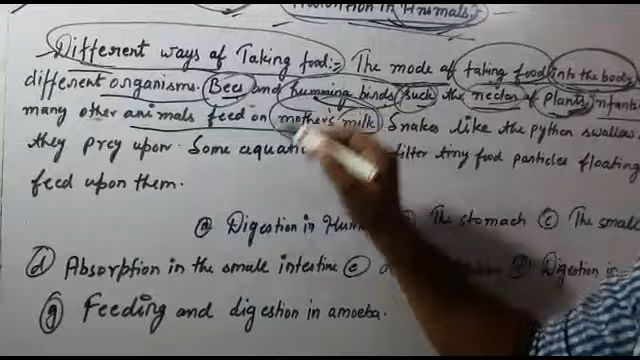 Nutrition in Animals
Different ways of Taking food:- The mode of taking food into the body
different organisms. Bees and humming birds suck the nectar of plants, infants
many other animals feed on mother's milk Snakes like the python swallow
they prey upon. Some aquatic filter tiny food particles floating
feed upon them.
ⓐ Digestion in Hum The stomach ⓒ The small
ⓓ Absorption in the small intestine ⓔ Digestion in
ⓖ Feeding and digestion in amoeba.